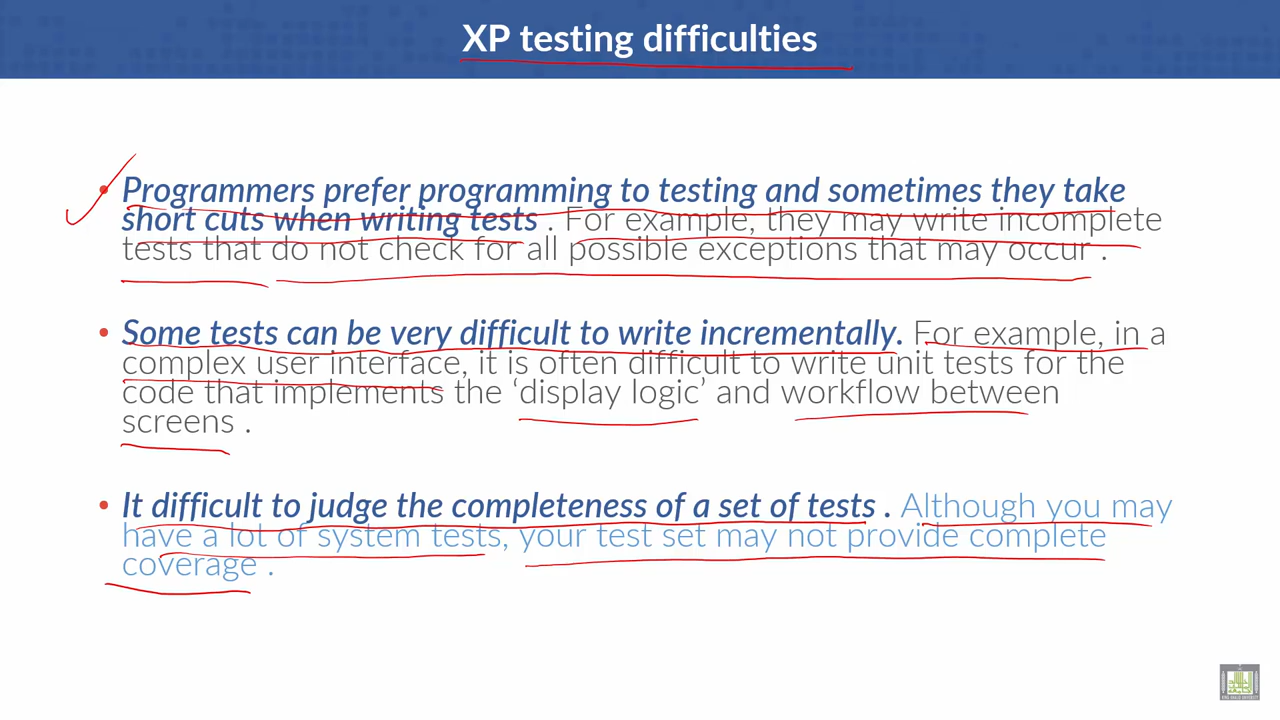 XP testing difficulties
• Programmers prefer programming to testing and sometimes they take
short cuts when writing tests . For example, they may write incomplete
tests that do not check for all possible exceptions that may occur .
• Some tests can be very difficult to write incrementally. For example, in a
complex user interface, it is often difficult to write unit tests for the
code that implements the ‘display logic’ and workflow between
screens .
• It difficult to judge the completeness of a set of tests . Although you may
have a lot of system tests, your test set may not provide complete
coverage .